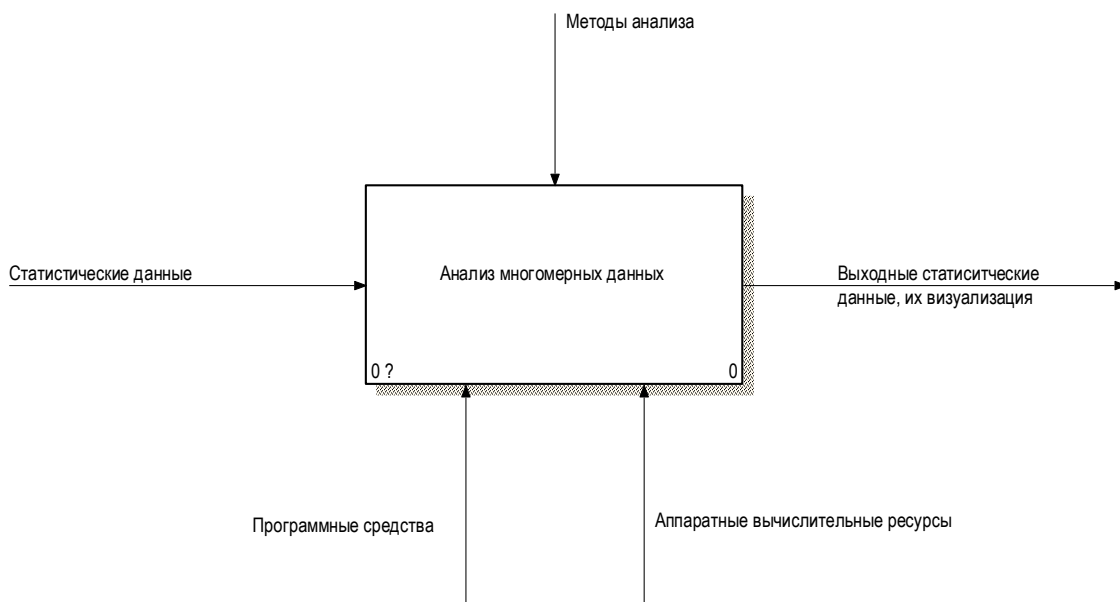 Методы анализа
Статистические данные
Анализ многомерных данных
Выходные статиситческие
данные, их визуализация
0 ?
0
Программные средства
Аппаратные вычислительные ресурсы